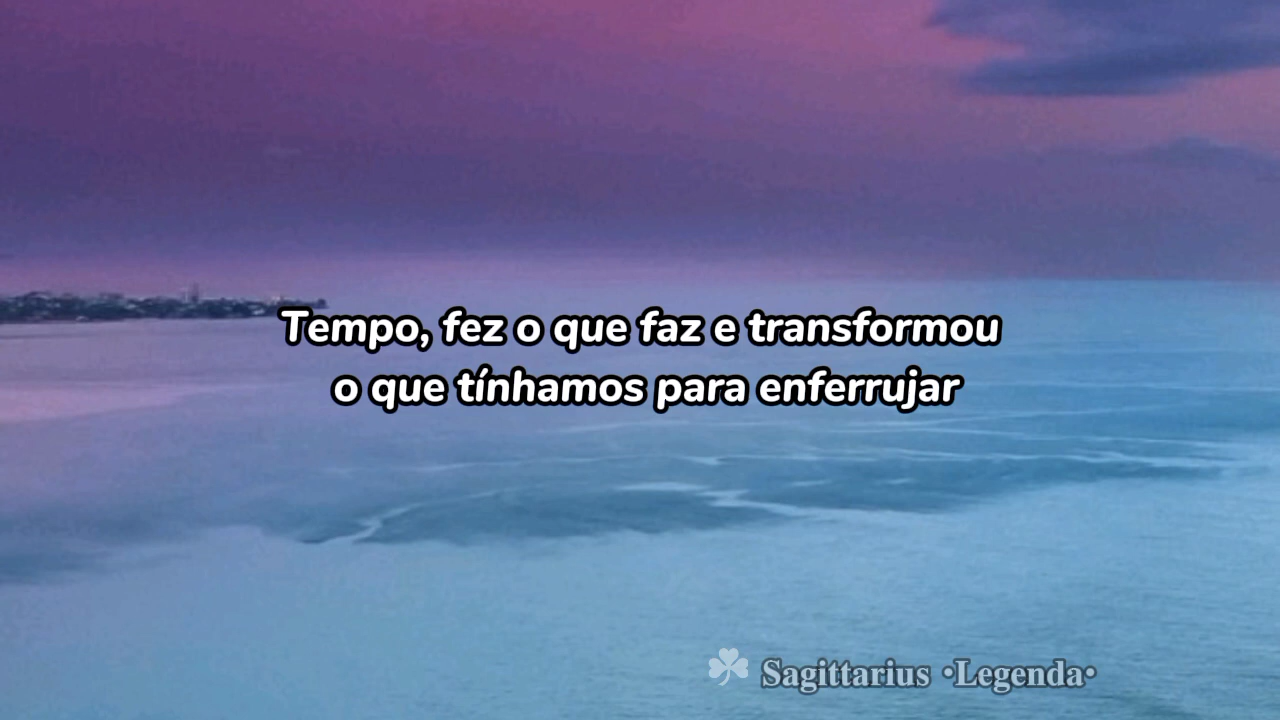 Tempo, fez o que faz e transformou
o que tínhamos para enferrujar
Sagittarius •Legenda•